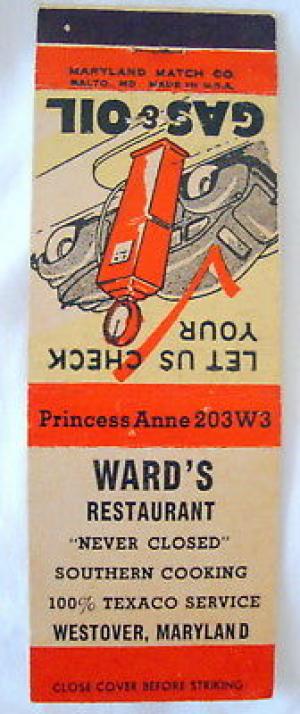 MARYLAND MATCH CO.
BALTO., MD. MADE IN U.S.A.
LET US CHECK
YOUR
GAS & OIL
Princess Anne 203W3
WARD'S
RESTAURANT
"NEVER CLOSED"
SOUTHERN COOKING
100% TEXACO SERVICE
WESTOVER, MARYLAND
CLOSE COVER BEFORE STRIKING